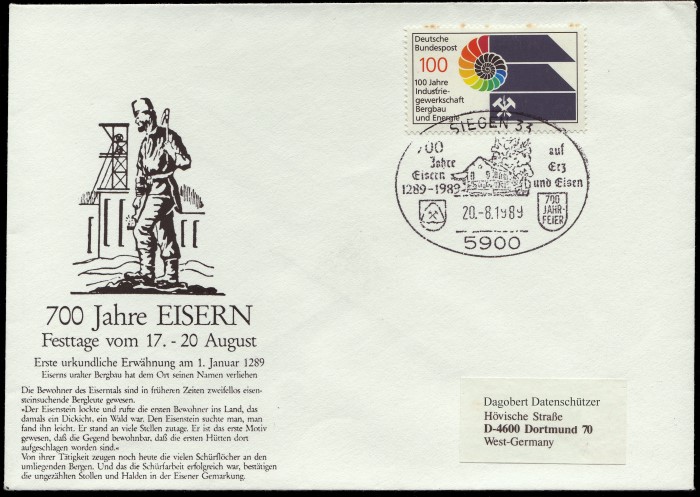 Deutsche
Bundespost
100
100 Jahre
Industrie-
gewerkschaft
Bergbau
und Energie
SIEGEN 33
700
Jahre
Eisern
1289-1989
auf
Erz
und Eisen
20.-8.1989
700
JAHR-
FEIER
5900
700 Jahre EISERN
Festtage vom 17. - 20 August
Erste urkundliche Erwähnung am 1. Januar 1289
Eiserns uralter Bergbau hat dem Ort seinen Namen verliehen
Die Bewohner des Eiserntals sind in früheren Zeiten zweifellos eisen-
steinsuchende Bergleute gewesen.
»Der Eisenstein lockte und rufte die ersten Bewohner ins Land, das
damals ein Dickicht, ein Wald war. Den Eisenstein suchte man, man
fand ihn leicht. Er stand an viele Stellen zutage. Er ist das erste Motiv
gewesen, daß die Gegend bewohnbar, daß die ersten Hütten dort
aufgeschlagen worden sind.«
Von ihrer Tätigkeit zeugen noch heute die vielen Schürflöcher an den
umliegenden Bergen. Und das die Schürfarbeit erfolgreich war, bestätigen
die ungezählten Stollen und Halden in der Eisener Gemarkung.
Dagobert Datenschützer
Hövische Straße
D-4600 Dortmund 70
West-Germany